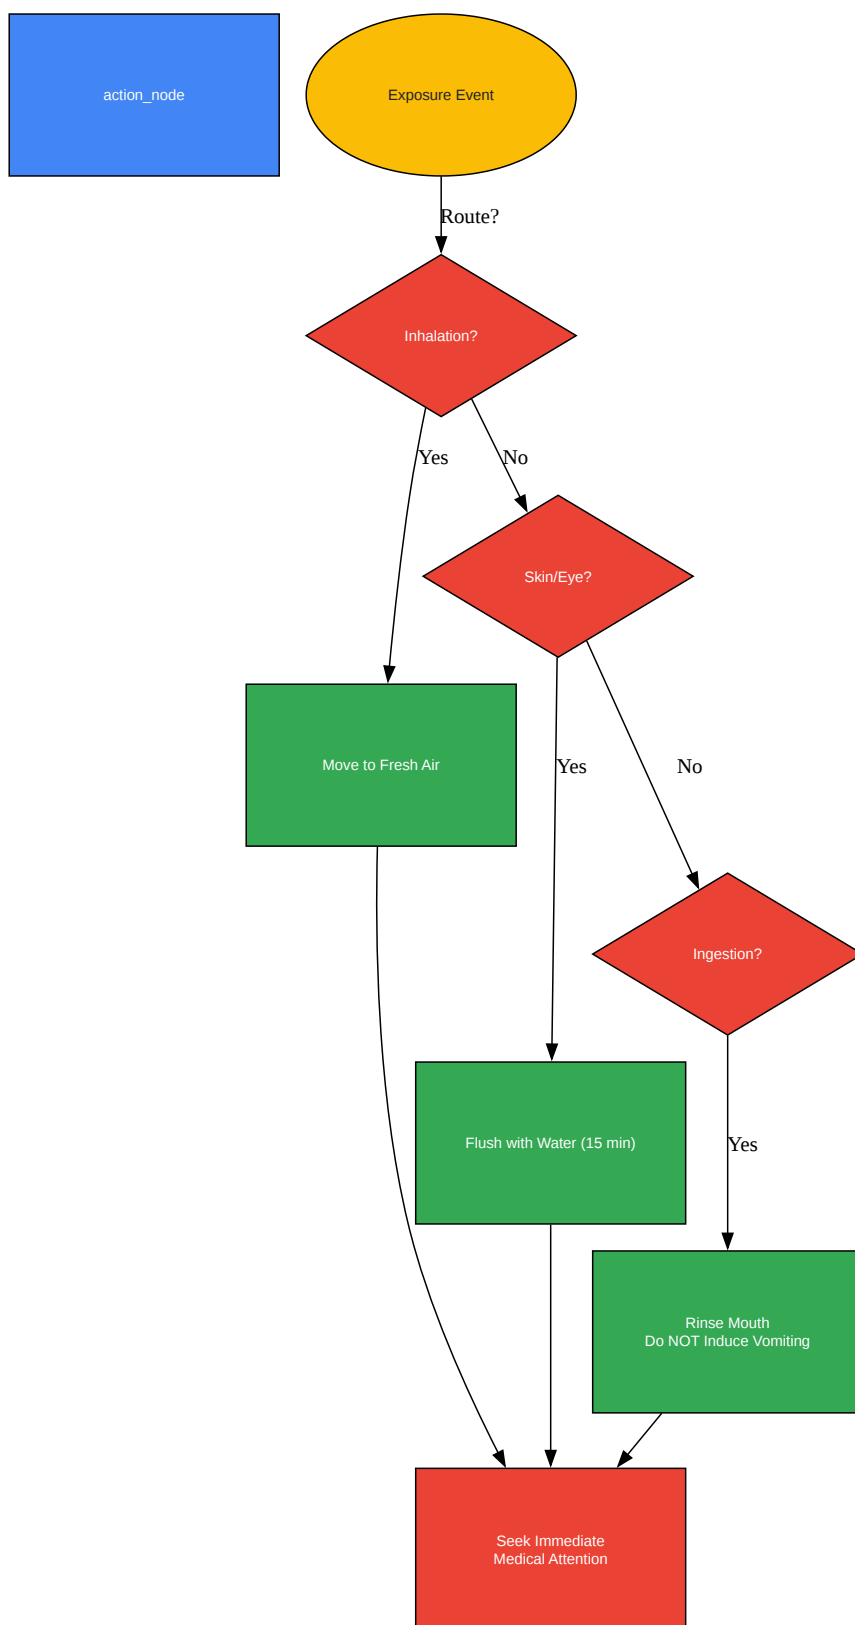 action_node
Exposure Event
Route?
Inhalation?
Yes
No
Skin/Eye?
Move to Fresh Air
Yes
No
Ingestion?
Flush with Water (15 min)
Yes
Rinse Mouth
Do NOT Induce Vomiting
Seek Immediate
Medical Attention